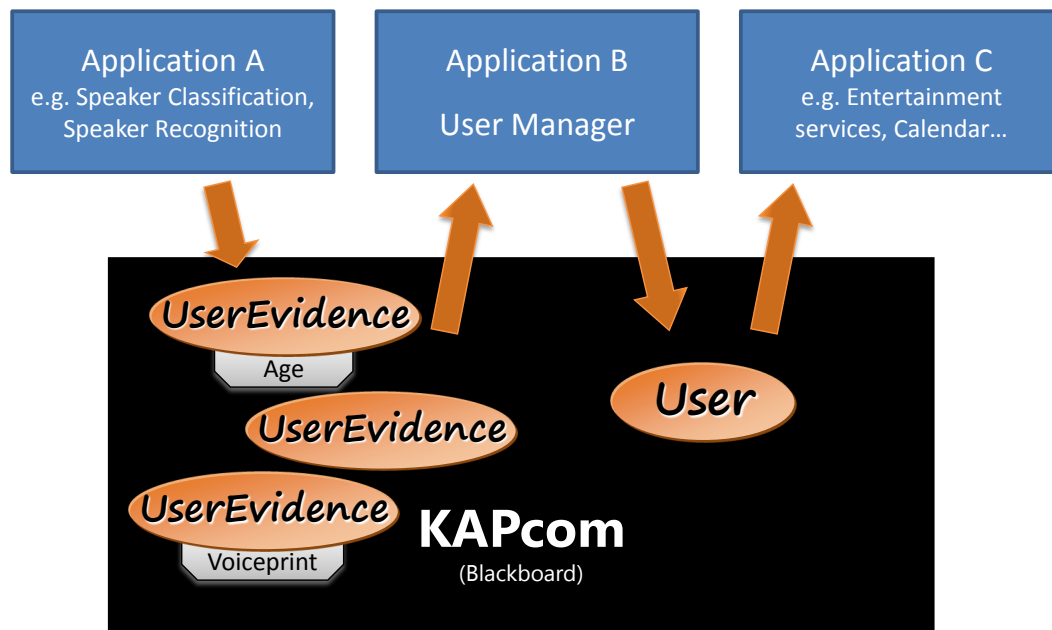 Application A
e.g. Speaker Classification,
Speaker Recognition
Application B
User Manager
Application C
e.g. Entertainment
services, Calendar...
UserEvidence
Age
UserEvidence
UserEvidence
Voiceprint
User
KAPcom
(Blackboard)